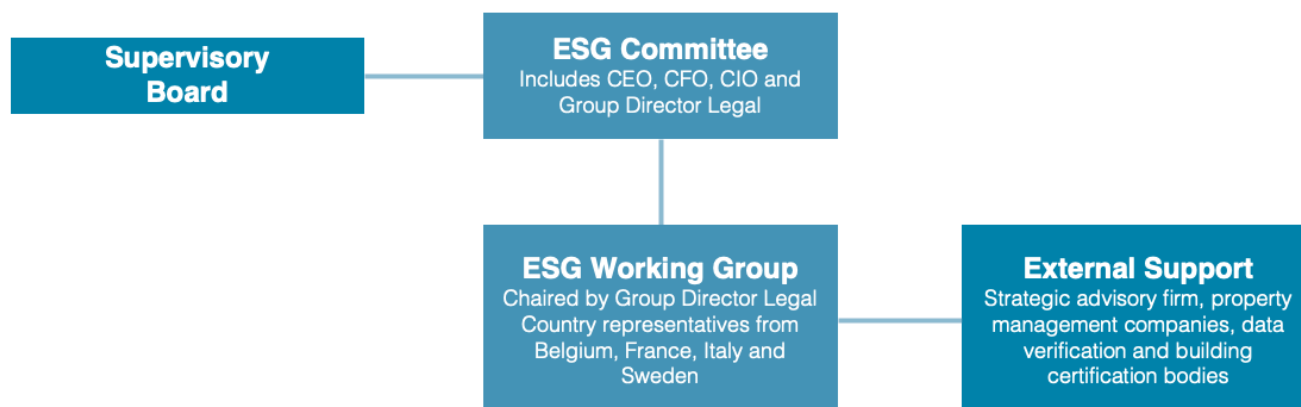 Supervisory
Board
ESG Committee
Includes CEO, CFO, CIO and
Group Director Legal
ESG Working Group
Chaired by Group Director Legal
Country representatives from
Belgium, France, Italy and
Sweden
External Support
Strategic advisory firm, property
management companies, data
verification and building
certification bodies